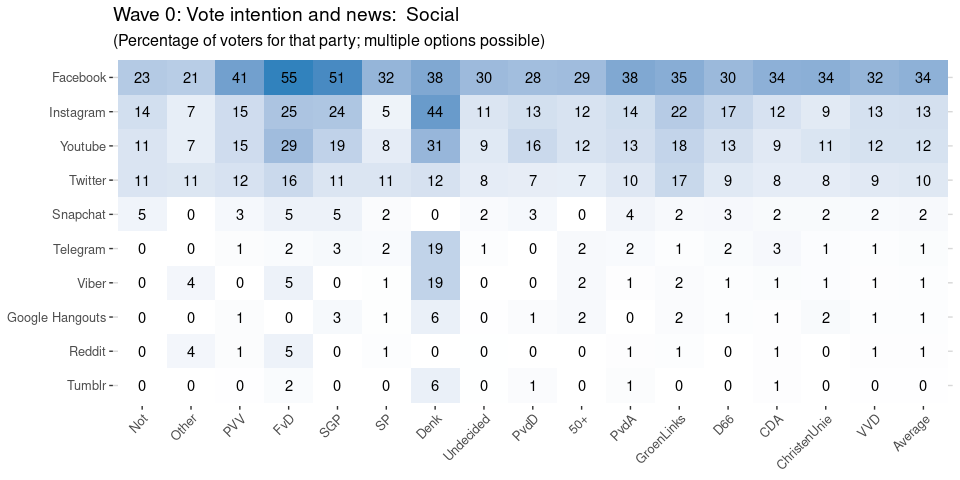 Wave 0: Vote intention and news:  Social
(Percentage of voters for that party; multiple options possible)
Facebook 23 21 41 55 51 32 38 30 28 29 38 35 30 34 34 32 34
Instagram 14 7 15 25 24 5 44 11 13 12 14 22 17 12 9 13 13
Youtube 11 7 15 29 19 8 31 9 16 12 13 18 13 9 11 12 12
Twitter 11 11 12 16 11 11 12 8 7 7 10 17 9 8 8 9 10
Snapchat 5 0 3 5 5 2 0 2 3 0 4 2 3 2 2 2 2
Telegram 0 0 1 2 3 2 19 1 0 2 2 1 2 3 1 1 1
Viber 0 4 0 5 0 1 19 0 0 2 1 2 1 1 1 1 1
Google Hangouts 0 0 1 0 3 1 6 0 1 2 0 2 1 1 2 1 1
Reddit 0 4 1 5 0 1 0 0 0 0 1 1 0 1 0 1 1
Tumblr 0 0 0 2 0 0 6 0 1 0 1 0 0 1 0 0 0
Not Other PVV FvD SGP SP Denk Undecided PvdD 50+ PvdA GroenLinks D66 CDA ChristenUnie VVD Average